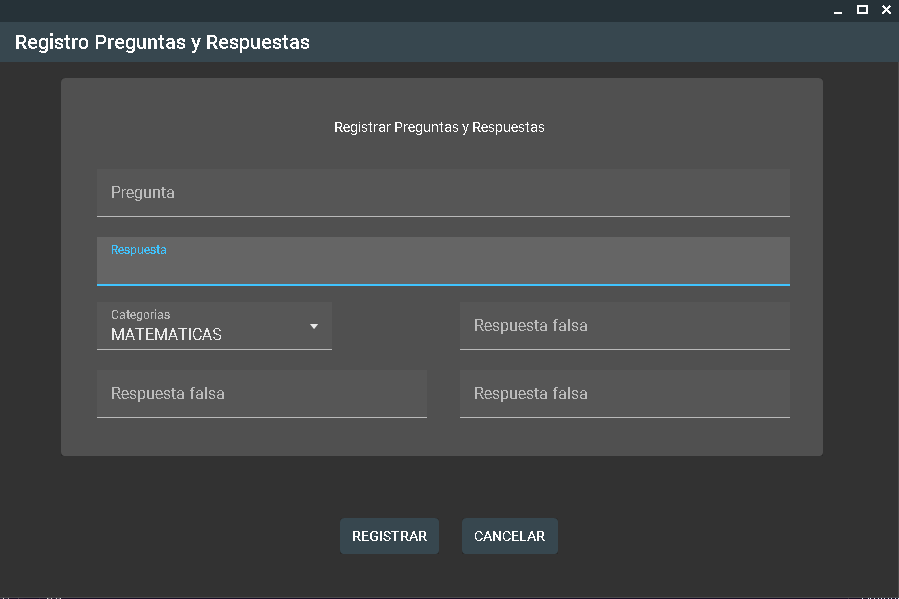 Registro Preguntas y Respuestas
Registrar Preguntas y Respuestas
Pregunta
Respuesta
Categorias
MATEMATICAS
Respuesta falsa
Respuesta falsa
Respuesta falsa
REGISTRAR
CANCELAR